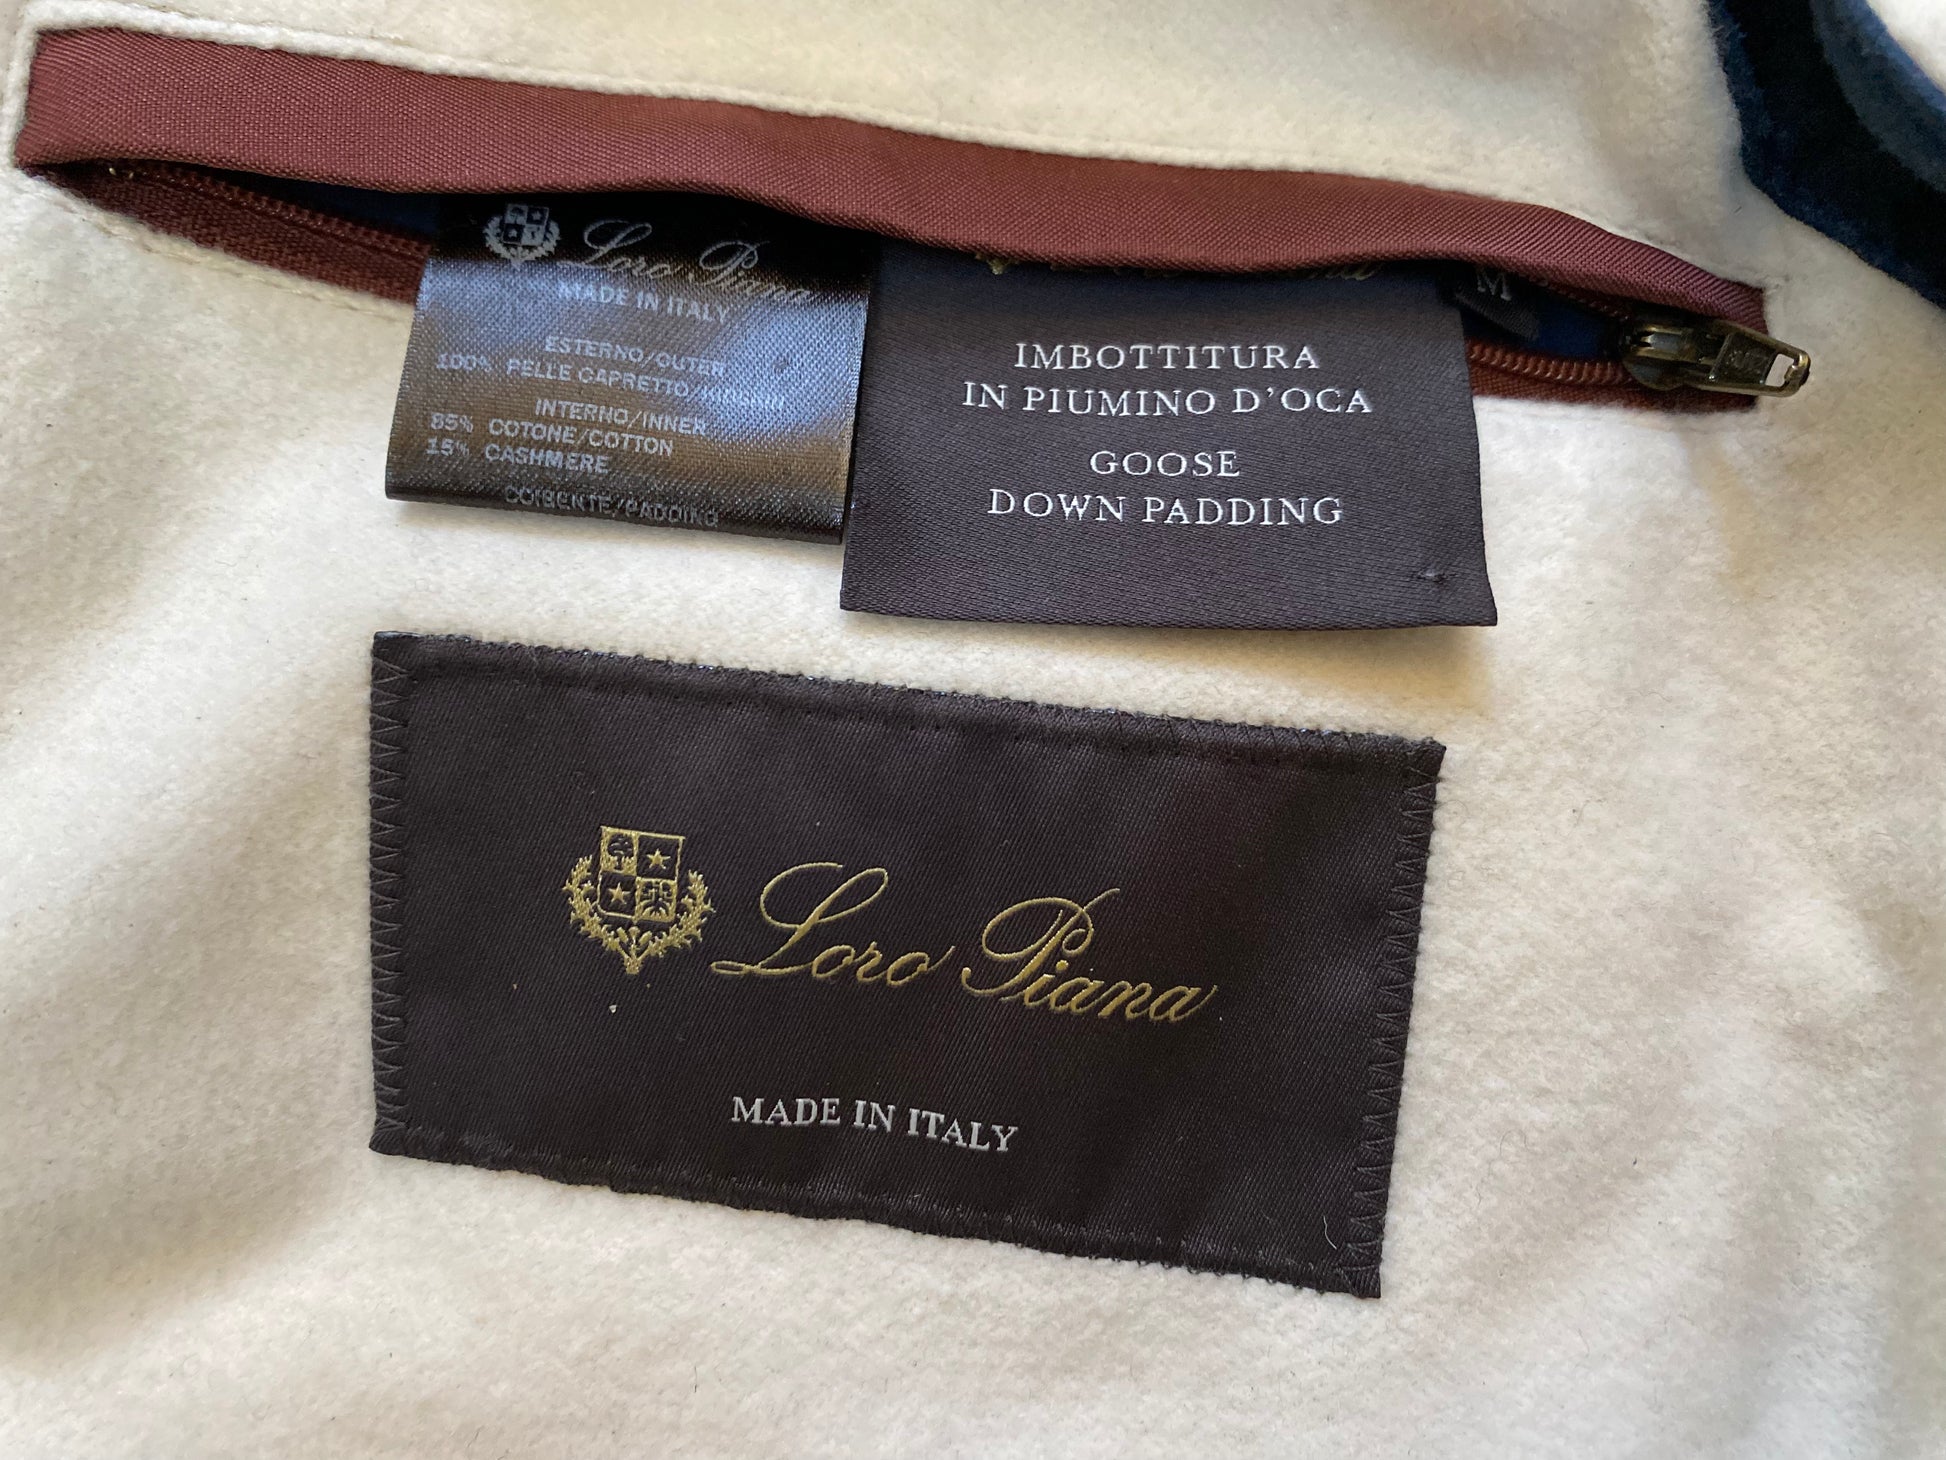 Loro Piana
MADE IN ITALY
ESTERNO/OUTER
100% PELLE CAPRETTO/
INTERNO/INNER
85% COTONE/COTTON
15% CASHMERE
COIBENTE/PADDING
M
IMBOTTITURA
IN PIUMINO D'OCA
GOOSE
DOWN PADDING
Loro Piana
MADE IN ITALY